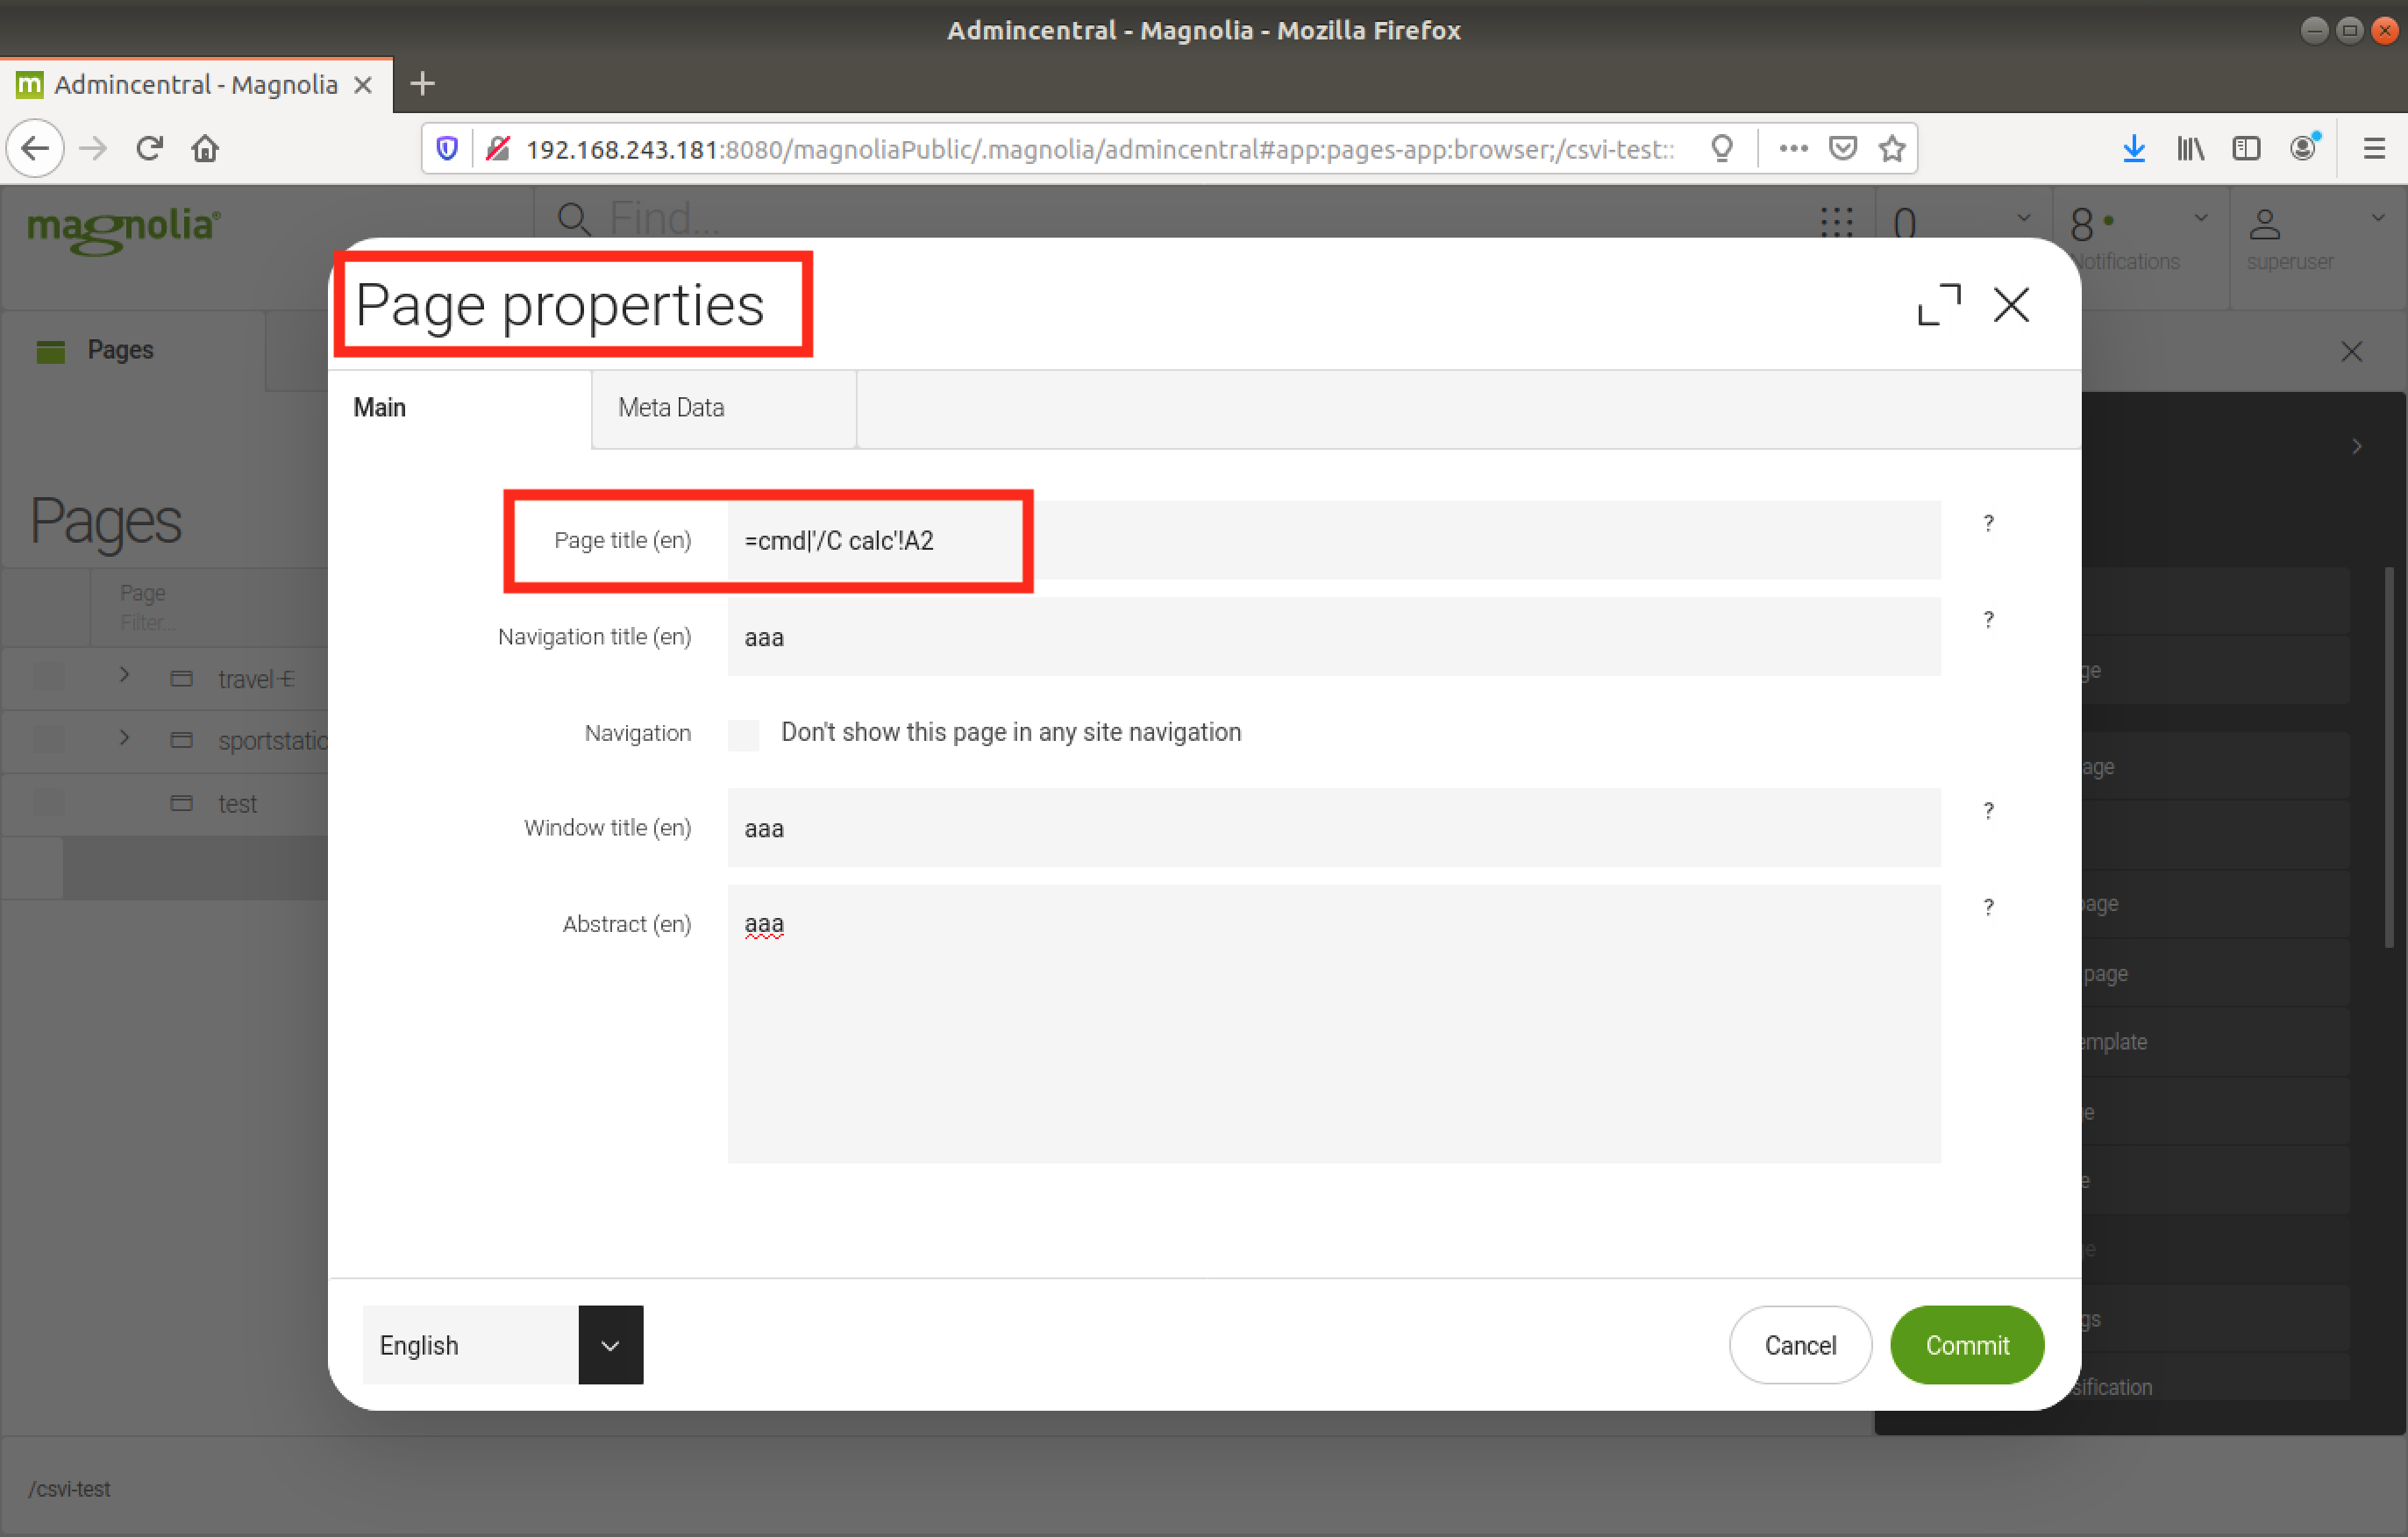 Admincentral - Magnolia - Mozilla Firefox
Admincentral - Magnolia
192.168.243.181:8080/magnoliaPublic/.magnolia/admincentral#app:pages-app:browser;/csvi-test::
magnolia®
Find...
0
8
Notifications
superuser
Page properties
Pages
Main
Meta Data
Pages
Page title (en)
=cmd|'/C calc'!A2
?
Page
Filter...
Navigation title (en)
aaa
?
ge
travel
Navigation
Don't show this page in any site navigation
sportstatio
age
test
Window title (en)
aaa
?
Abstract (en)
aaa
?
page
page
emplate
ge
e
e
gs
English
Cancel
Commit
sification
/csvi-test